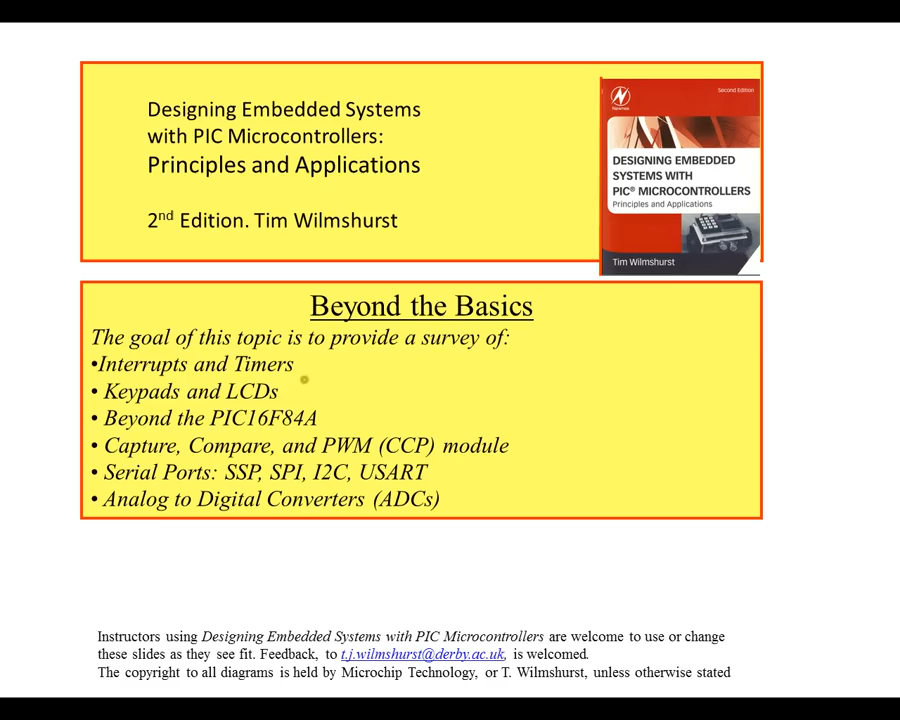 Designing Embedded Systems
with PIC Microcontrollers:
Principles and Applications
2nd Edition. Tim Wilmshurst
Second Edition
Newnes
DESIGNING EMBEDDED
SYSTEMS WITH
PIC® MICROCONTROLLERS
Principles and Applications
Tim Wilmshurst
Beyond the Basics
The goal of this topic is to provide a survey of:
•Interrupts and Timers
• Keypads and LCDs
• Beyond the PIC16F84A
• Capture, Compare, and PWM (CCP) module
• Serial Ports: SSP, SPI, I2C, USART
• Analog to Digital Converters (ADCs)
Instructors using Designing Embedded Systems with PIC Microcontrollers are welcome to use or change
these slides as they see fit. Feedback, to t.j.wilmshurst@derby.ac.uk, is welcomed.
The copyright to all diagrams is held by Microchip Technology, or T. Wilmshurst, unless otherwise stated